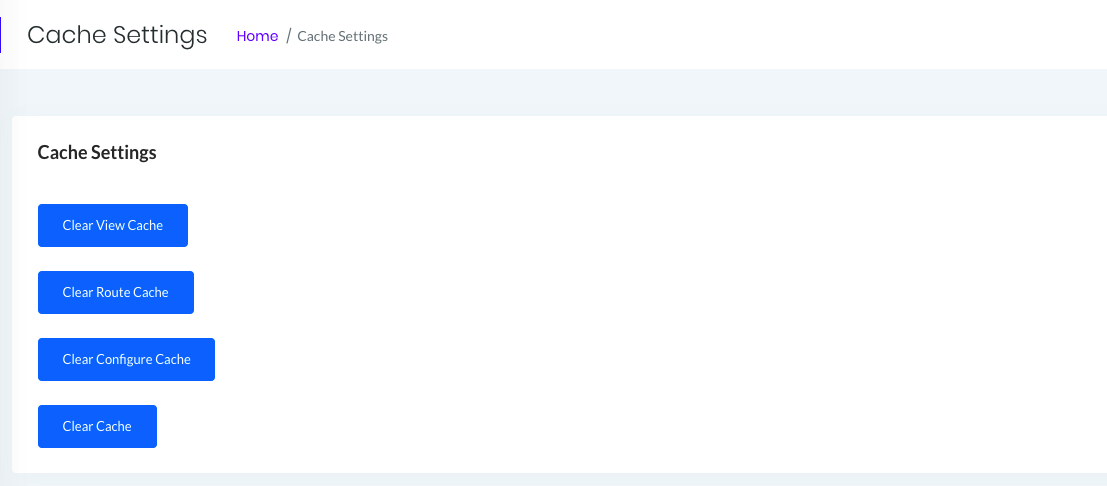 Cache Settings Home / Cache Settings
Cache Settings
Clear View Cache
Clear Route Cache
Clear Configure Cache
Clear Cache